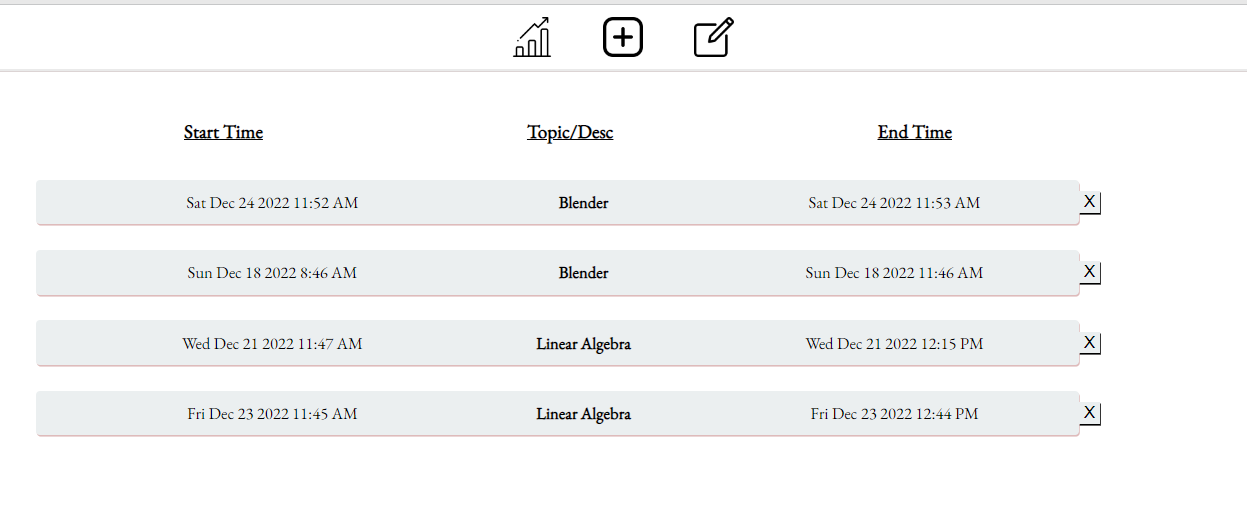 Start Time Topic/Desc End Time
Sat Dec 24 2022 11:52 AM Blender Sat Dec 24 2022 11:53 AM X
Sun Dec 18 2022 8:46 AM Blender Sun Dec 18 2022 11:46 AM X
Wed Dec 21 2022 11:47 AM Linear Algebra Wed Dec 21 2022 12:15 PM X
Fri Dec 23 2022 11:45 AM Linear Algebra Fri Dec 23 2022 12:44 PM X